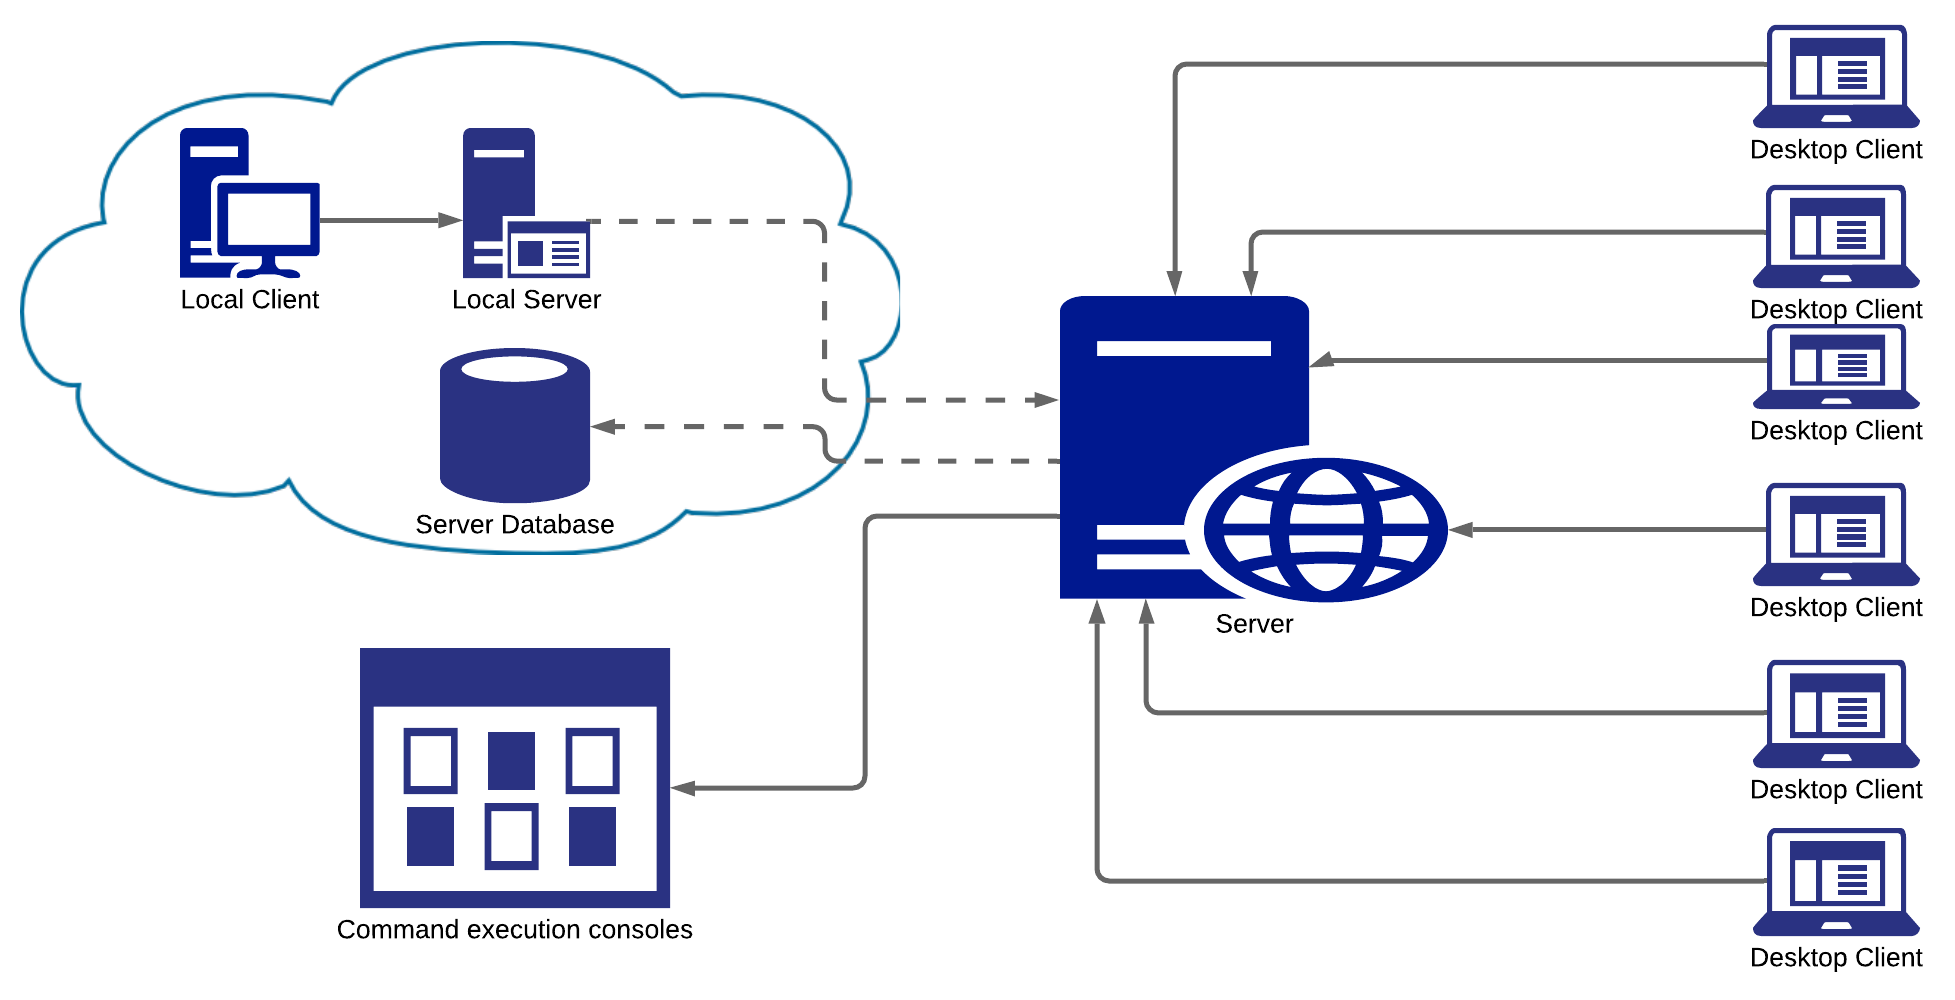 Local Client
Local Server
Server Database
Command execution consoles
Server
Desktop Client
Desktop Client
Desktop Client
Desktop Client
Desktop Client
Desktop Client